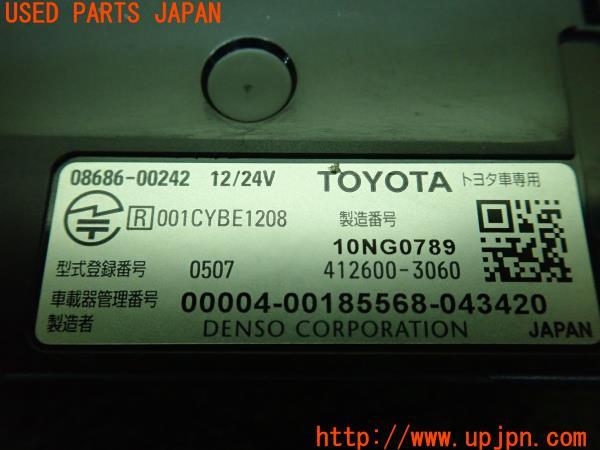 USED PARTS JAPAN
08686-00242 12/24V TOYOTA トヨタ車専用
R 001CYBE1208 製造番号
10NG0789
型式登録番号 0507 412600-3060
車載器管理番号 00004-00185568-043420
製造者 DENSO CORPORATION JAPAN
U.P.J
http://www.upjpn.com